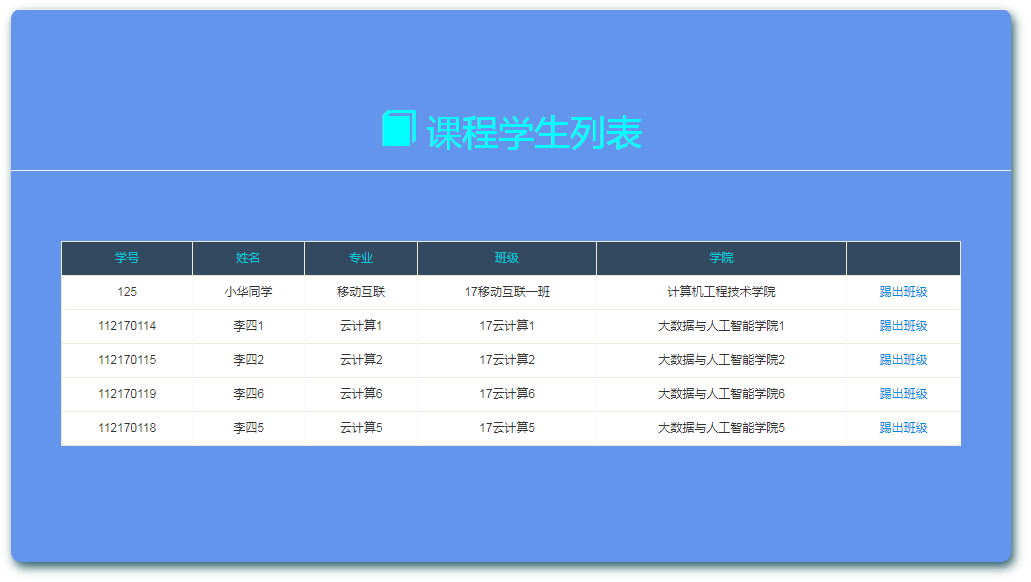 课程学生列表
学号 姓名 专业 班级 学院
125 小华同学 移动互联 17移动互联一班 计算机工程技术学院 踢出班级
112170114 李四1 云计算1 17云计算1 大数据与人工智能学院1 踢出班级
112170115 李四2 云计算2 17云计算2 大数据与人工智能学院2 踢出班级
112170119 李四6 云计算6 17云计算6 大数据与人工智能学院6 踢出班级
112170118 李四5 云计算5 17云计算5 大数据与人工智能学院5 踢出班级